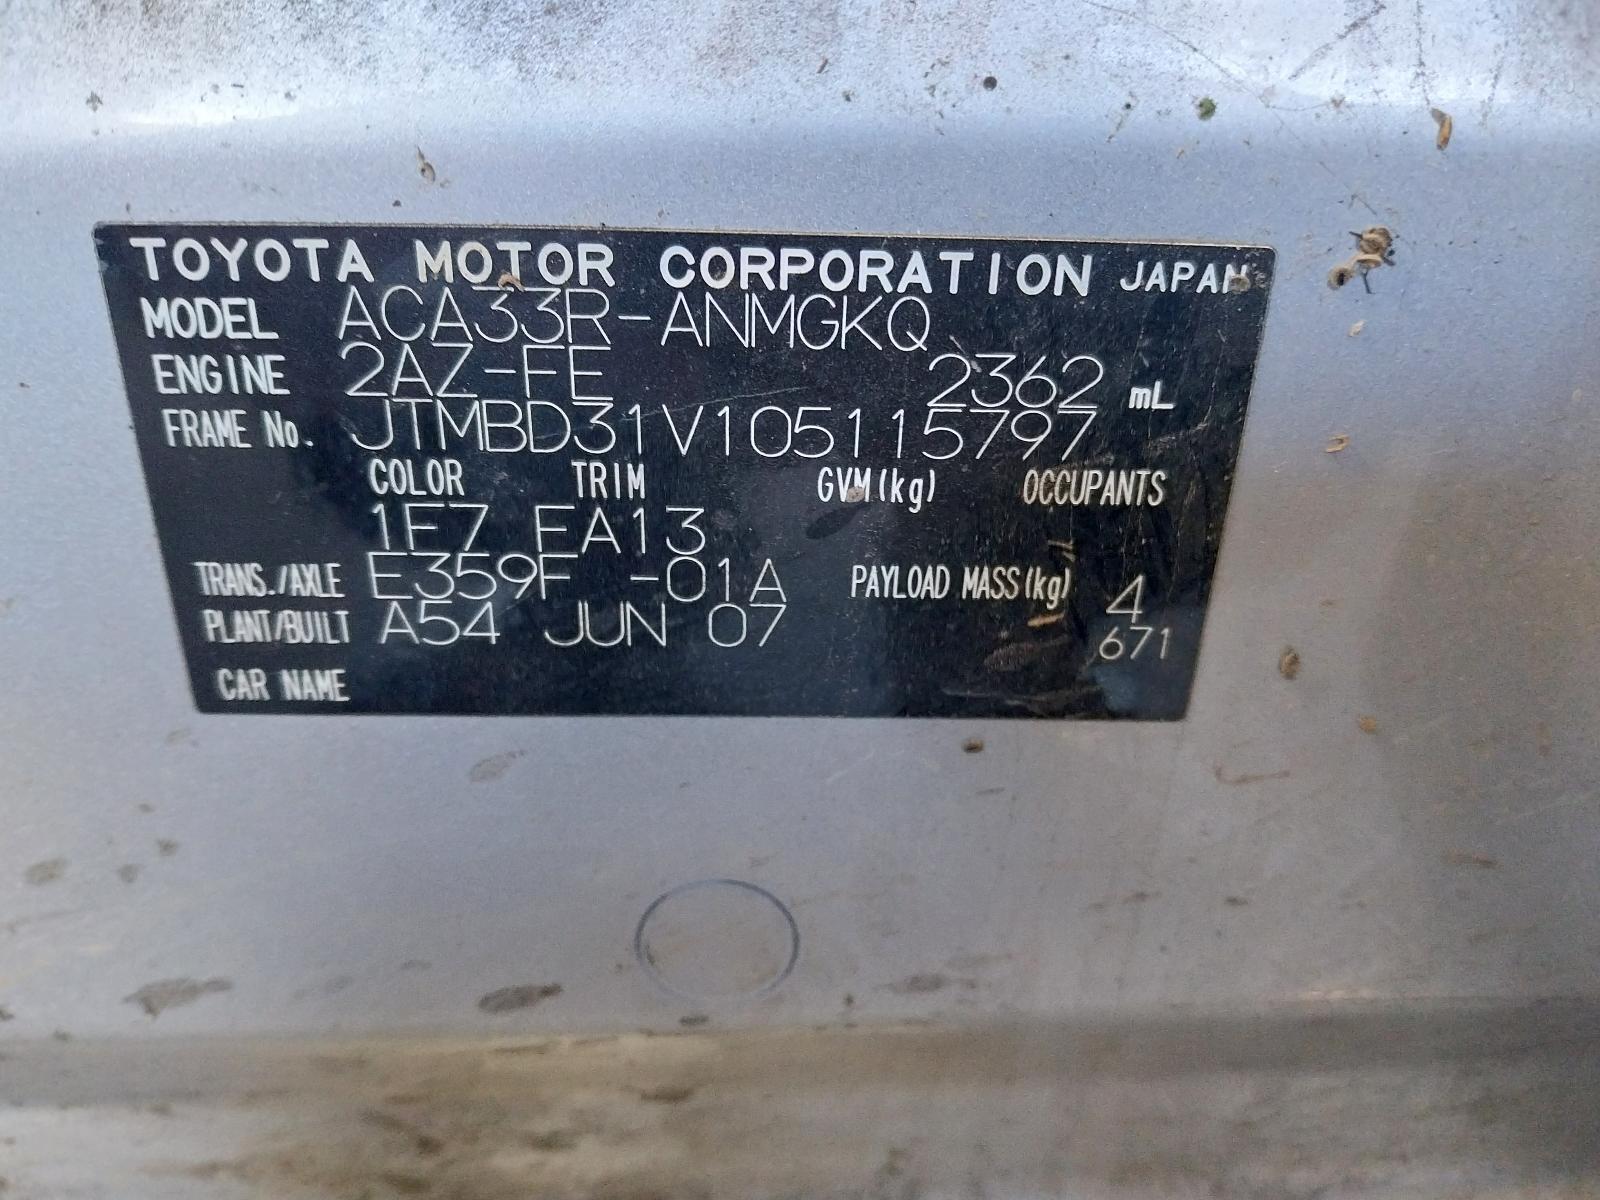 TOYOTA MOTOR CORPORATION JAPAN
MODEL ACA33R-ANMGKQ
ENGINE 2AZ-FE 2362 mL
FRAME No. JTMBD31V105115797
COLOR TRIM GVM(kg) OCCUPANTS
1F7 FA13
TRANS./AXLE E359F -01A PAYLOAD MASS(kg) 4
PLANT/BUILT A54 JUN 07 671
CAR NAME